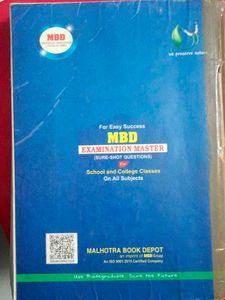 MBD
we preserve nature
For Easy Success
MBD
EXAMINATION MASTER
(SURE-SHOT QUESTIONS)
For
School and College Classes
On All Subjects
MALHOTRA BOOK DEPOT
an imprint of MBD Group
An ISO 9001:2015 Certified Company
Use Biodegradable, Save the Future